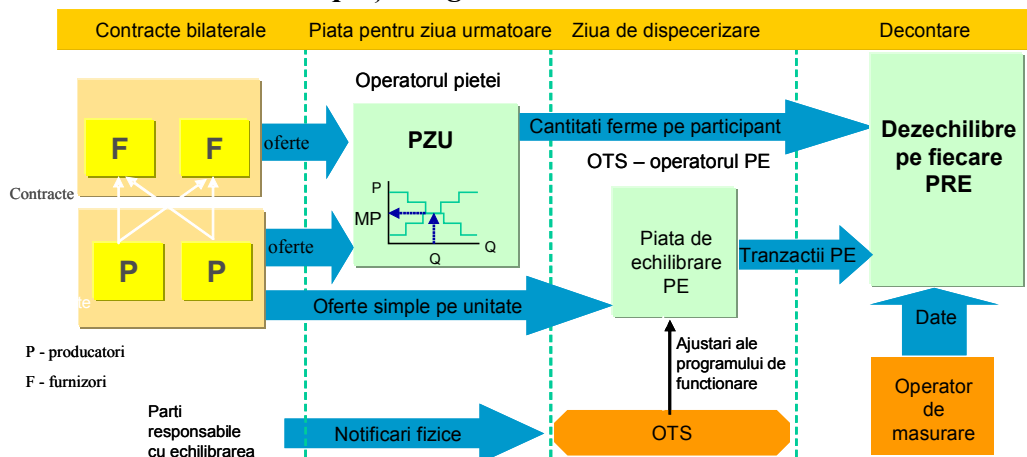 Contracte bilaterale
Piata pentru ziua urmatoare
Ziua de dispecerizare
Decontare
Operatorul pietei
F
F
oferte
PZU
P
MP
Q
Q
Cantitati ferme pe participant
OTS – operatorul PE
Dezechilibre
pe fiecare
PRE
Contracte
P
P
oferte
Piata de
echilibrare
PE
Tranzactii PE
Oferte simple pe unitate
Date
P - producatori
F - furnizori
Ajustari ale
programului de
functionare
Parti
responsabile
cu echilibrarea
Notificari fizice
OTS
Operator
de
masurare